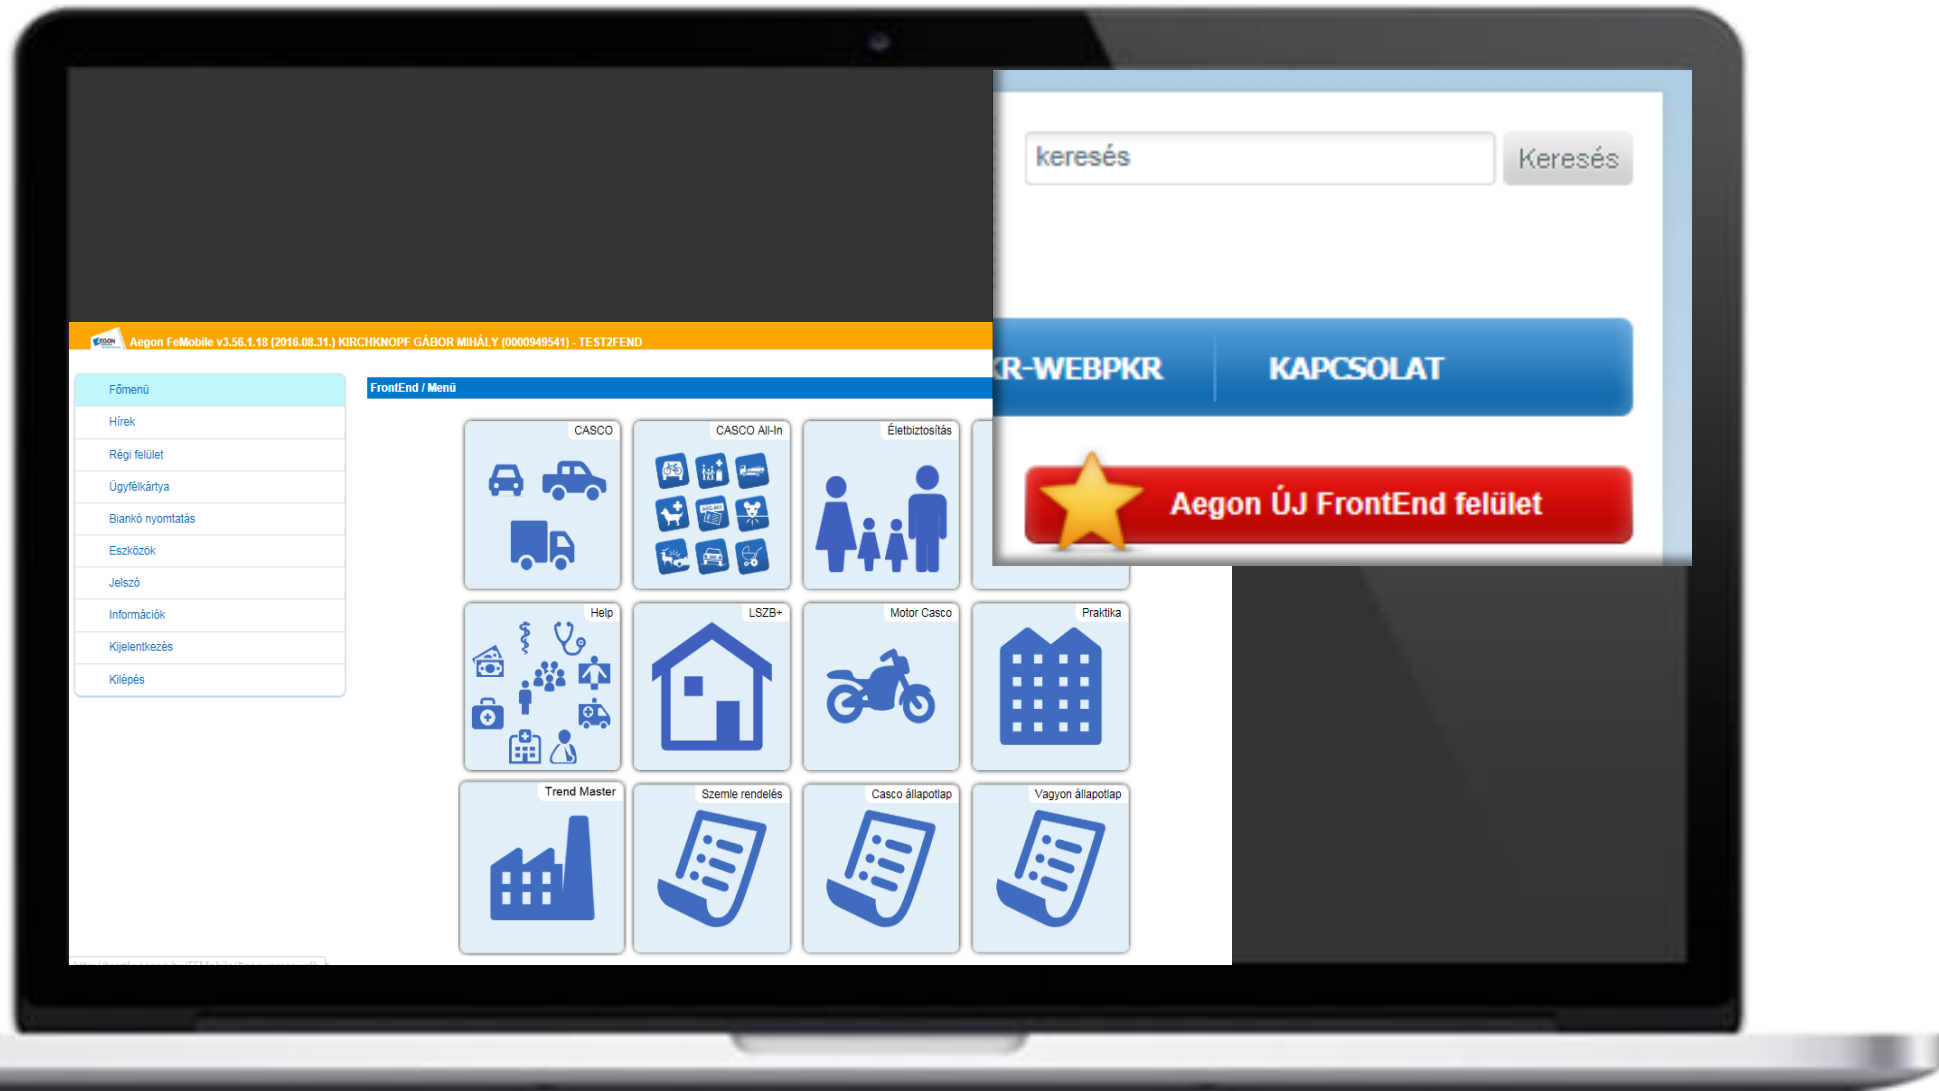 keresés
Keresés
KR-WEBPKR
KAPCSOLAT
Aegon ÚJ FrontEnd felület
AEGON
Aegon FeMobile v3.56.1.18 (2016.08.31.) KIRCHKNOPF GÁBOR MIHÁLY (0000949541) - TEST2FEND
Főmenü
Hírek
Régi felület
Ügyfélkártya
Biankó nyomtatás
Eszközök
Jelszó
Információk
Kijelentkezés
Kilépés
FrontEnd / Menü
CASCO
CASCO All-In
Életbiztosítás
Help
LSZB+
Motor Casco
Praktika
Trend Master
Szemle rendelés
Casco állapotlap
Vagyon állapotlap